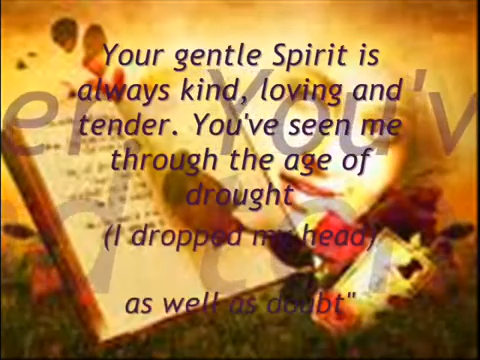 Your gentle Spirit is
always kind, loving and
tender. You've seen me
through the age of
drought
(I dropped my head)
as well as doubt"